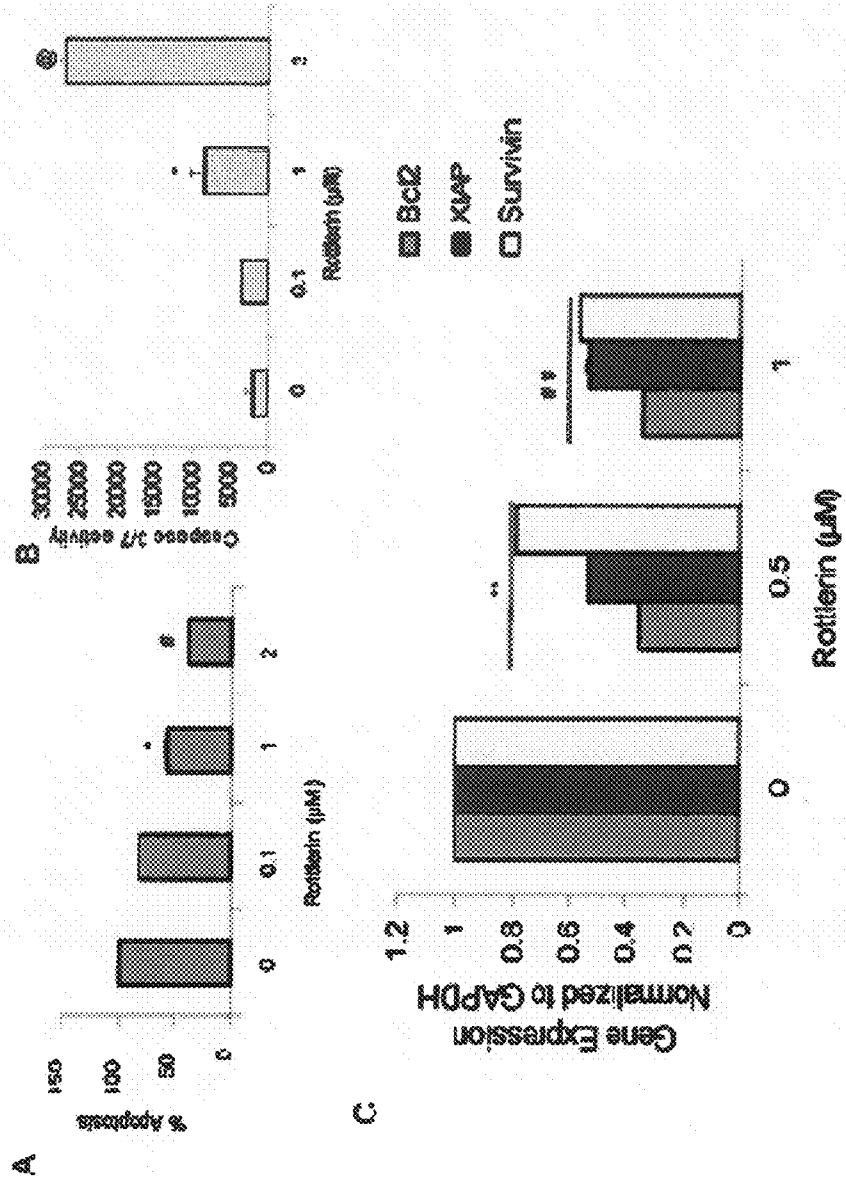 A
% Apoptosis
150
100
50
0
0 0.1 1 2
Rottlerin (µM)
* #
B
Caspase 3/7 activity
30000
25000
20000
15000
10000
5000
0
0 0.1 1
Rottlerin (µM)
* @
C
Gene Expression
Normalized to GAPDH
1.2
1
0.8
0.6
0.4
0.2
0
0 0.5 1
Rottlerin (µM)
** ##
Bcl2
XIAP
Survivin